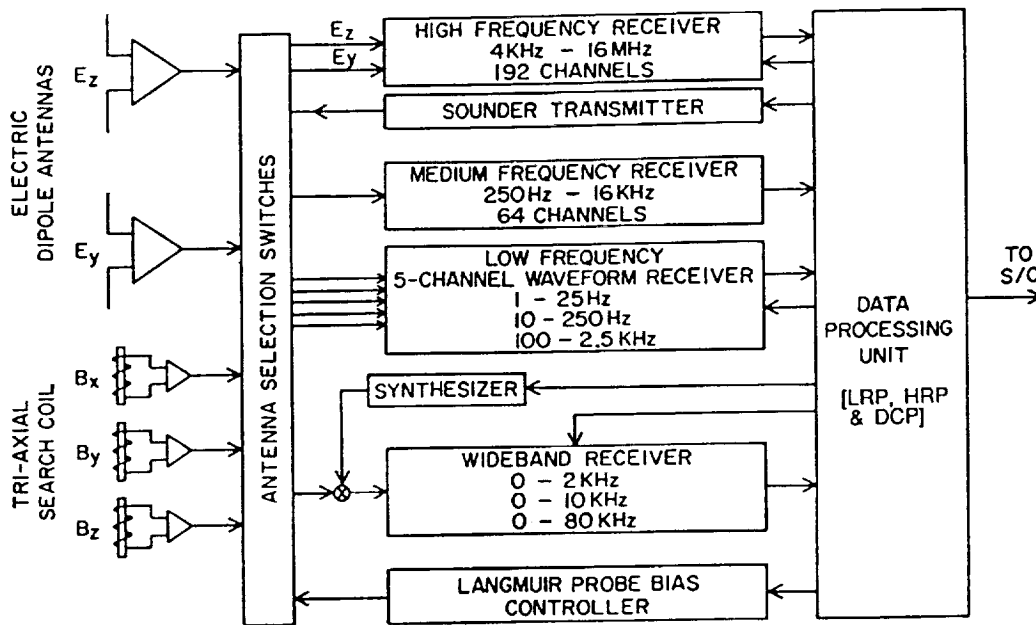 ELECTRIC
DIPOLE ANTENNAS
Ez
Ey
TRI-AXIAL
SEARCH COIL
Bx
By
Bz
ANTENNA SELECTION SWITCHES
Ez
Ey
HIGH FREQUENCY RECEIVER
4KHz - 16MHz
192 CHANNELS
SOUNDER TRANSMITTER
MEDIUM FREQUENCY RECEIVER
250Hz - 16KHz
64 CHANNELS
LOW FREQUENCY
5-CHANNEL WAVEFORM RECEIVER
1 - 25Hz
10 - 250Hz
100 - 2.5KHz
SYNTHESIZER
WIDEBAND RECEIVER
0 - 2KHz
0 - 10KHz
0 - 80KHz
LANGMUIR PROBE BIAS
CONTROLLER
DATA
PROCESSING
UNIT
[LRP, HRP
& DCP]
TO
S/C